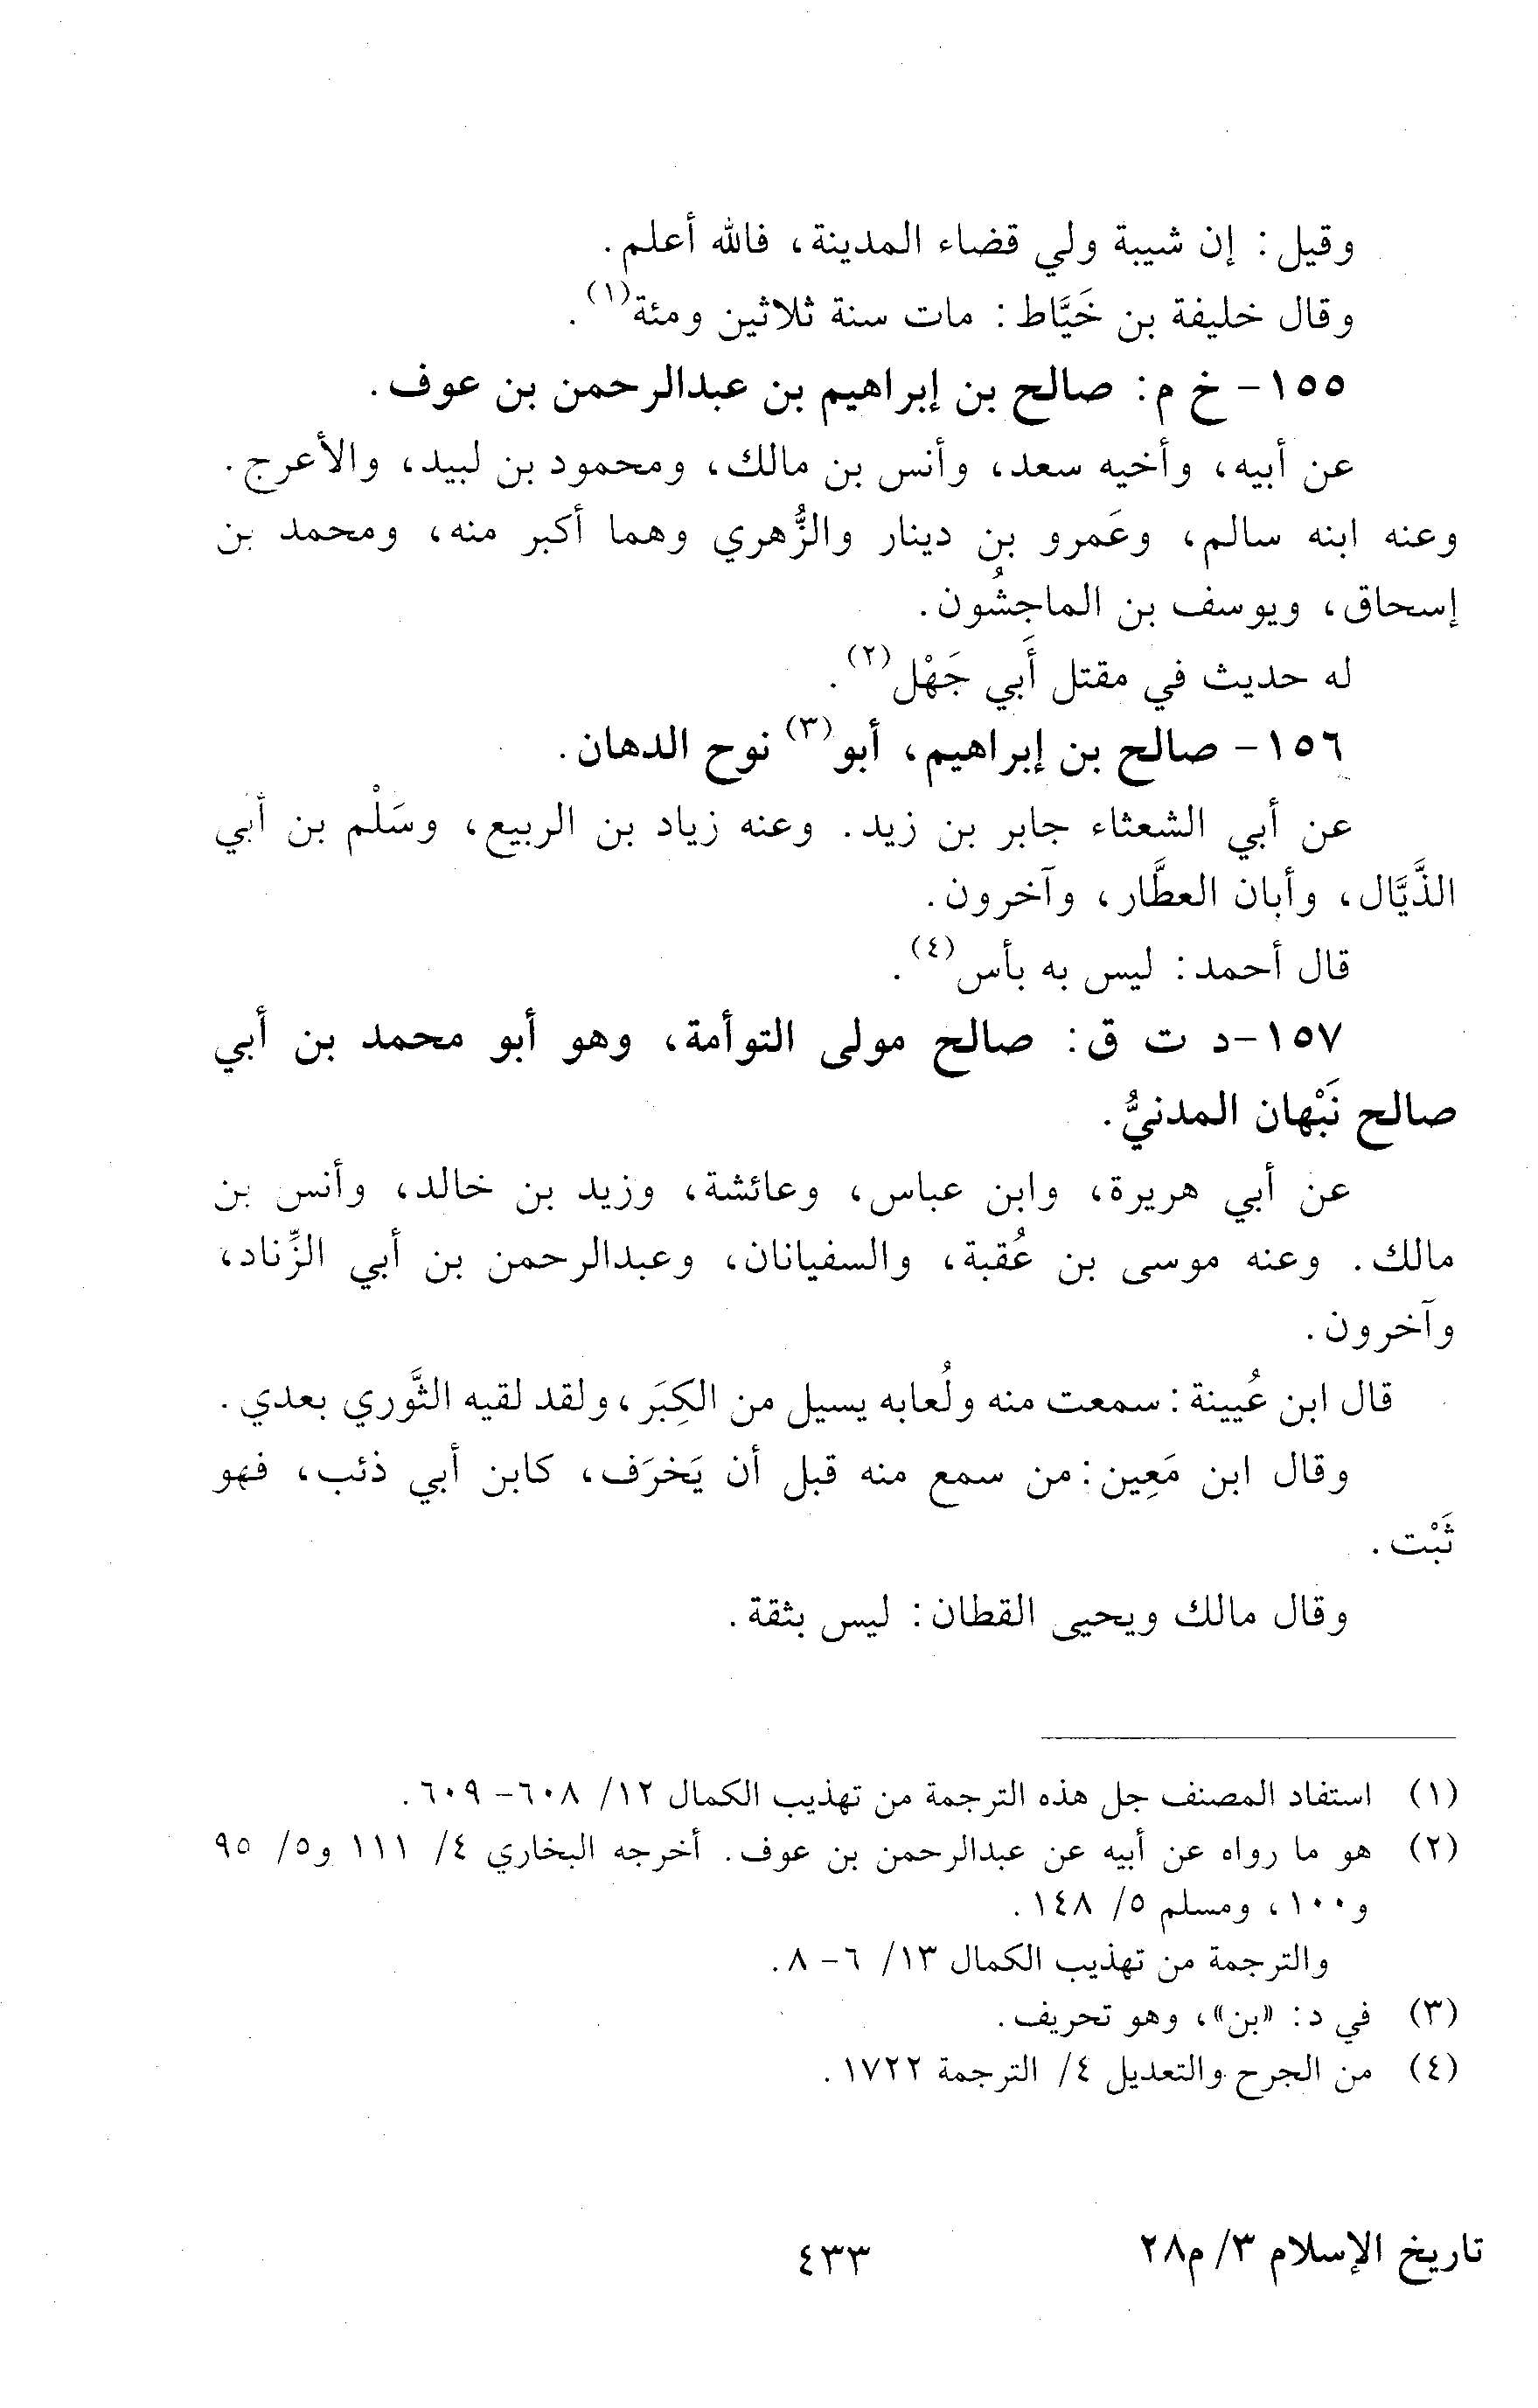 وقيل: إن شيبة ولي قضاء المدينة، فالله أعلم.
وقال خليفة بن خَيَّاط: مات سنة ثلاثين ومئة(١).
١٥٥- خ م: صالح بن إبراهيم بن عبدالرحمن بن عوف.
عن أبيه، وأخيه سعد، وأنس بن مالك، ومحمود بن لبيد، والأعرج.
وعنه ابنه سالم، وعَمرو بن دينار والزُّهري وهما أكبر منه، ومحمد بن
إسحاق، ويوسف بن الماجشُون.
له حديث في مقتل أَبي جَهْل(٢).
١٥٦- صالح بن إبراهيم، أبو(٣) نوح الدهان.
عن أبي الشعثاء جابر بن زيد. وعنه زياد بن الربيع، وسَلْم بن أبي
الذَّيَّال، وأبان العطَّار، وآخرون.
قال أحمد: ليس به بأس(٤).
١٥٧-د ت ق: صالح مولى التوأمة، وهو أبو محمد بن أبي
صالح نَبْهان المدنيُّ.
عن أبي هريرة، وابن عباس، وعائشة، وزيد بن خالد، وأنس بن
مالك. وعنه موسى بن عُقبة، والسفيانان، وعبدالرحمن بن أبي الزِّناد،
وآخرون.
قال ابن عُيينة: سمعت منه ولُعابه يسيل من الكِبَر، ولقد لقيه الثَّوري بعدي.
وقال ابن مَعِين: من سمع منه قبل أن يَخرَف، كابن أبي ذئب، فهو
ثَبْت.
وقال مالك ويحيى القطان: ليس بثقة.
(١) استفاد المصنف جل هذه الترجمة من تهذيب الكمال ١٢/ ٦٠٨- ٦٠٩.
(٢) هو ما رواه عن أبيه عن عبدالرحمن بن عوف. أخرجه البخاري ٤/ ١١١ و٥/ ٩٥
و١٠٠، ومسلم ٥/ ١٤٨.
والترجمة من تهذيب الكمال ١٣/ ٦- ٨.
(٣) في د: «بن»، وهو تحريف.
(٤) من الجرح والتعديل ٤/ الترجمة ١٧٢٢.
تاريخ الإسلام ٣/ م٢٨
٤٣٣